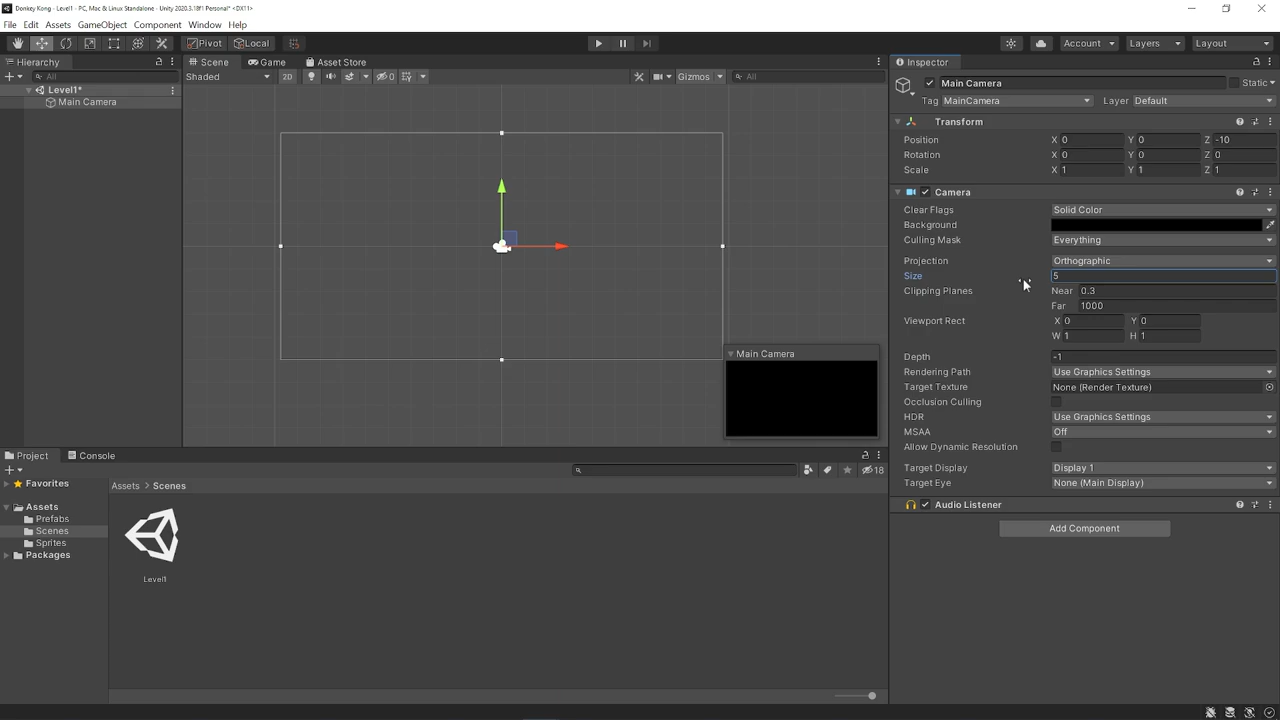 Donkey Kong - Level1 - PC, Mac & Linux Standalone - Unity 2020.3.18f1 Personal* <DX11>
File Edit Assets GameObject Component Window Help
Pivot Local Account Layers Layout
Hierarchy Scene Game Asset Store Inspector
All Shaded 2D 0 Gizmos All
Level1*
Main Camera
Main Camera Static
Tag MainCamera Layer Default
Transform
Position X 0 Y 0 Z -10
Rotation X 0 Y 0 Z 0
Scale X 1 Y 1 Z 1
Camera
Clear Flags Solid Color
Background
Culling Mask Everything
Projection Orthographic
Size 5
Clipping Planes Near 0.3
Far 1000
Viewport Rect X 0 Y 0
W 1 H 1
Main Camera
Depth -1
Rendering Path Use Graphics Settings
Target Texture None (Render Texture)
Occlusion Culling
HDR Use Graphics Settings
MSAA Off
Allow Dynamic Resolution
Target Display Display 1
Target Eye None (Main Display)
Audio Listener
Add Component
Project Console
18
Favorites
Assets > Scenes
Assets
Prefabs
Scenes
Sprites
Packages
Level1